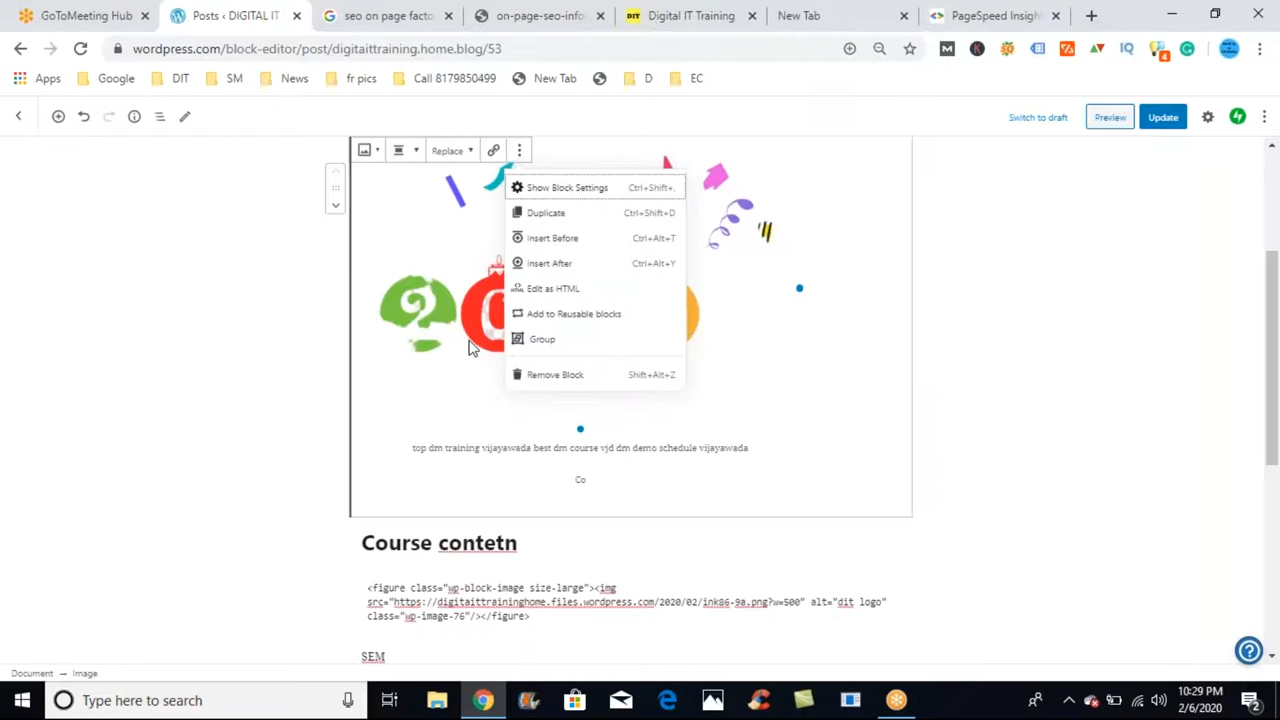 GoToMeeting Hub
Posts ‹ DIGITAL IT
seo on page facto
on-page-seo-info
DIT Digital IT Training
New Tab
PageSpeed Insigh
wordpress.com/block-editor/post/digitaittraining.home.blog/53
Apps
Google
DIT
SM
News
fr pics
Call 8179850499
New Tab
D
EC
Switch to draft
Preview
Update
Replace
Show Block Settings Ctrl+Shift+,
Duplicate Ctrl+Shift+D
Insert Before Ctrl+Alt+T
Insert After Ctrl+Alt+Y
HTML Edit as HTML
Add to Reusable blocks
Group
Remove Block Shift+Alt+Z
top dm training vijayawada best dm course vjd dm demo schedule vijayawada
Co
Course contetn
<figure class="wp-block-image size-large"><img
src="https://digitaittraininghome.files.wordpress.com/2020/02/ink86-9a.png?w=500" alt="dit logo"
class="wp-image-76"/></figure>
SEM
Document → Image
Type here to search
10:29 PM
2/6/2020